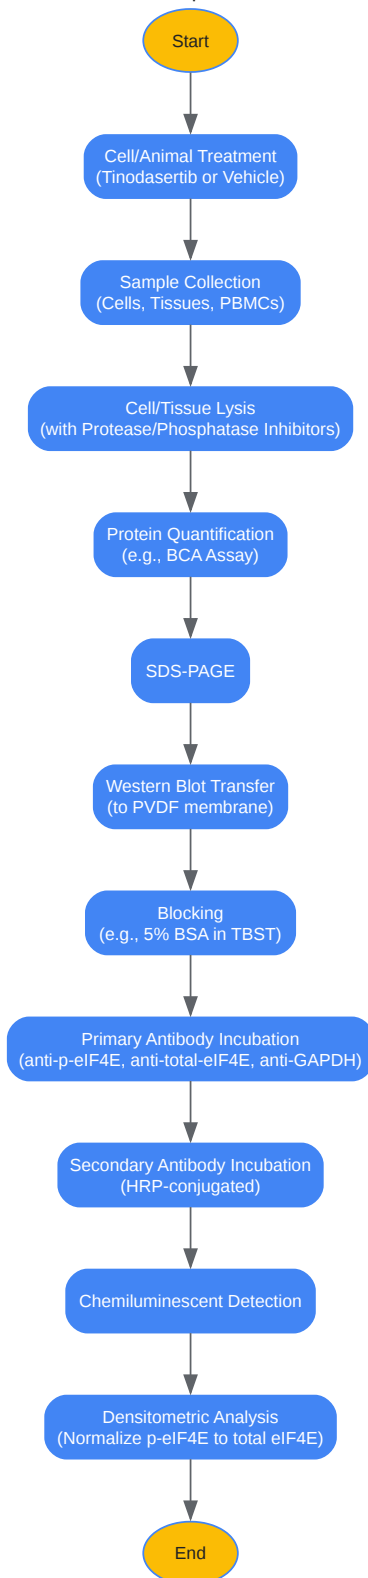 Start
Cell/Animal Treatment
(Tinodasertib or Vehicle)
Sample Collection
(Cells, Tissues, PBMCs)
Cell/Tissue Lysis
(with Protease/Phosphatase Inhibitors)
Protein Quantification
(e.g., BCA Assay)
SDS-PAGE
Western Blot Transfer
(to PVDF membrane)
Blocking
(e.g., 5% BSA in TBST)
Primary Antibody Incubation
(anti-p-eIF4E, anti-total-eIF4E, anti-GAPDH)
Secondary Antibody Incubation
(HRP-conjugated)
Chemiluminescent Detection
Densitometric Analysis
(Normalize p-eIF4E to total eIF4E)
End